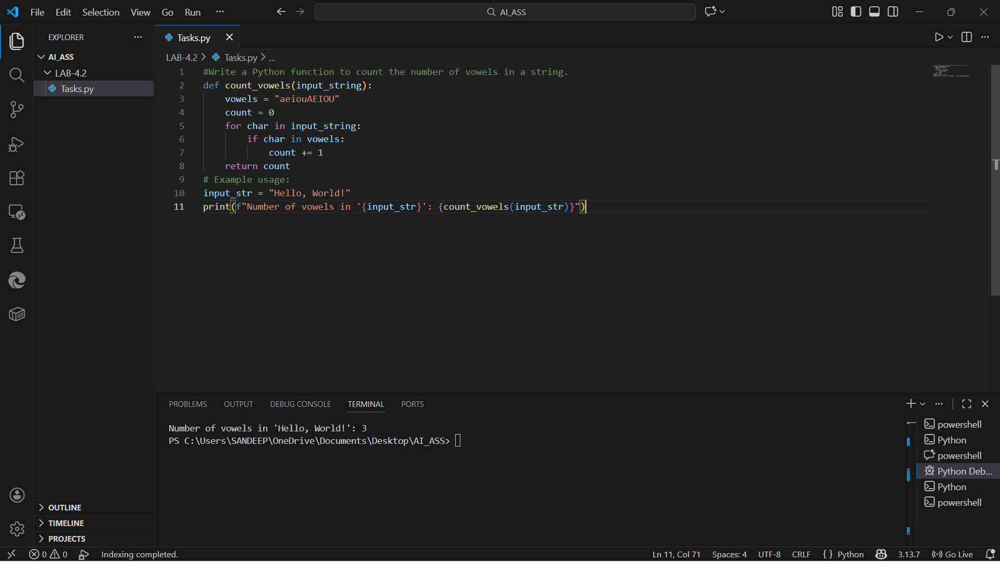 File Edit Selection View Go Run ··· AI_ASS
EXPLORER ···
AI_ASS
LAB-4.2
Tasks.py
OUTLINE
TIMELINE
PROJECTS
Tasks.py
LAB-4.2 > Tasks.py > ...
1 #Write a Python function to count the number of vowels in a string.
2 def count_vowels(input_string):
3     vowels = "aeiouAEIOU"
4     count = 0
5     for char in input_string:
6         if char in vowels:
7             count += 1
8     return count
9 # Example usage:
10 input_str = "Hello, World!"
11 print(f"Number of vowels in '{input_str}': {count_vowels(input_str)}")
PROBLEMS OUTPUT DEBUG CONSOLE TERMINAL PORTS
Number of vowels in 'Hello, World!': 3
PS C:\Users\SANDEEP\OneDrive\Documents\Desktop\AI_ASS>
powershell
Python
powershell
Python Deb...
Python
powershell
0 0 Indexing completed. Ln 11, Col 71 Spaces: 4 UTF-8 CRLF { } Python 3.13.7 Go Live